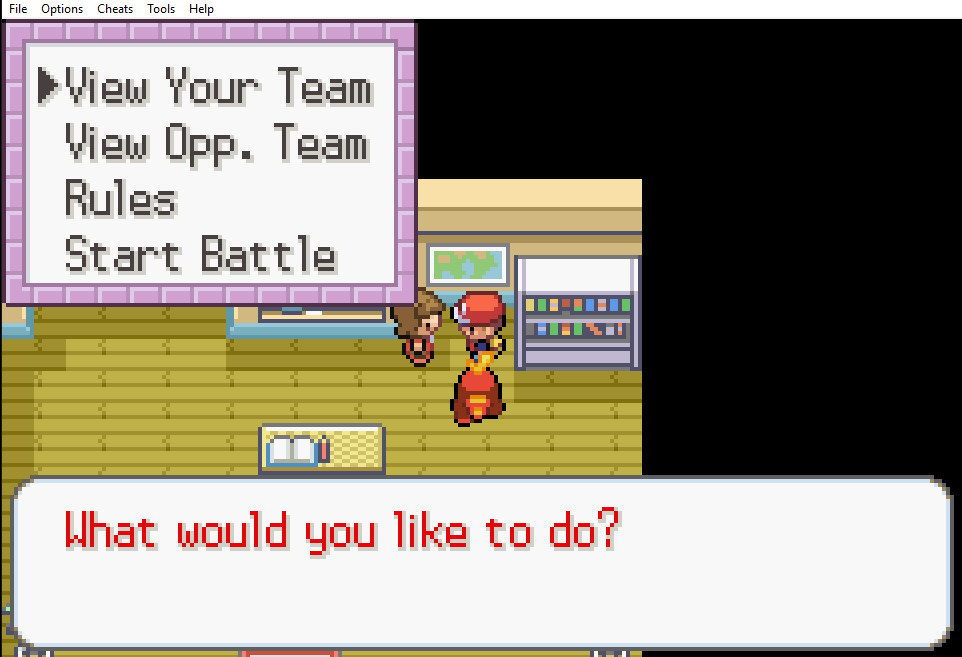 File Options Cheats Tools Help
View Your Team
View Opp. Team
Rules
Start Battle
What would you like to do?